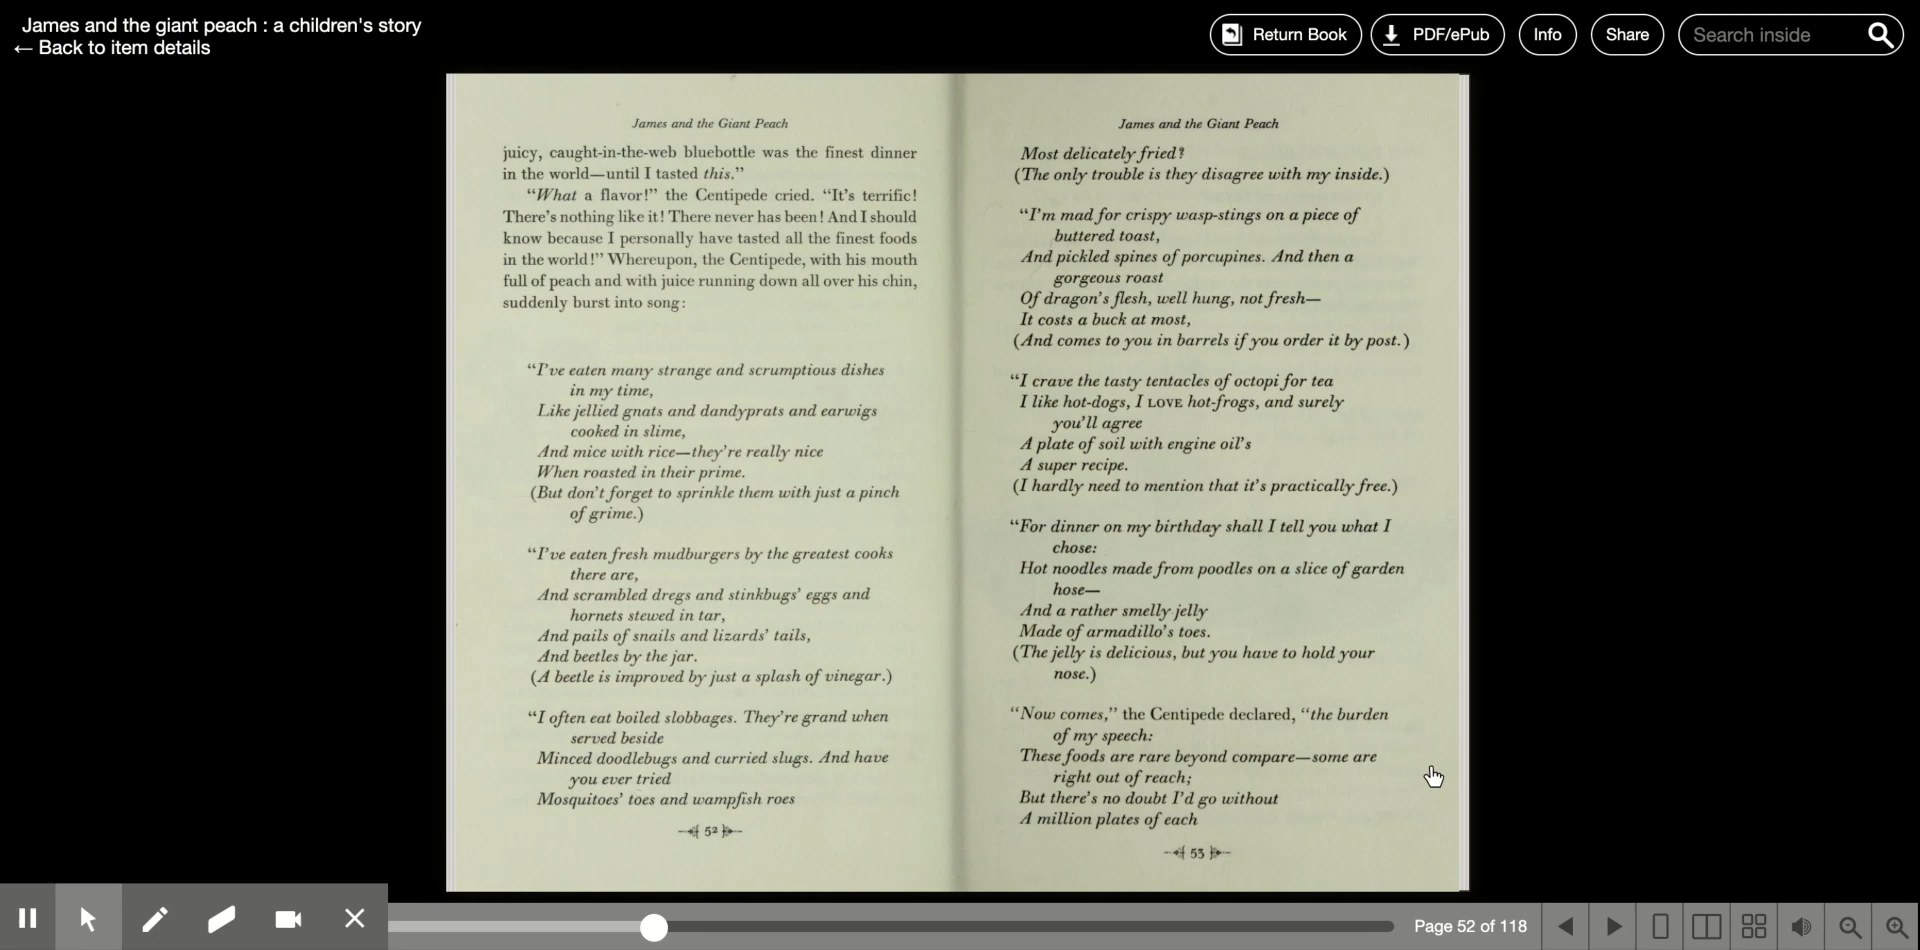 James and the giant peach : a children's story
← Back to item details
Return Book
PDF/ePub
Info
Share
Search inside
James and the Giant Peach
juicy, caught-in-the-web bluebottle was the finest dinner
in the world—until I tasted this.”
“What a flavor!” the Centipede cried. “It’s terrific!
There’s nothing like it! There never has been! And I should
know because I personally have tasted all the finest foods
in the world!” Whereupon, the Centipede, with his mouth
full of peach and with juice running down all over his chin,
suddenly burst into song:
“I’ve eaten many strange and scrumptious dishes
in my time,
Like jellied gnats and dandyprats and earwigs
cooked in slime,
And mice with rice—they’re really nice
When roasted in their prime.
(But don’t forget to sprinkle them with just a pinch
of grime.)
“I’ve eaten fresh mudburgers by the greatest cooks
there are,
And scrambled dregs and stinkbugs’ eggs and
hornets stewed in tar,
And pails of snails and lizards’ tails,
And beetles by the jar.
(A beetle is improved by just a splash of vinegar.)
“I often eat boiled slobbages. They’re grand when
served beside
Minced doodlebugs and curried slugs. And have
you ever tried
Mosquitoes’ toes and wampfish roes
52
James and the Giant Peach
Most delicately fried?
(The only trouble is they disagree with my inside.)
“I’m mad for crispy wasp-stings on a piece of
buttered toast,
And pickled spines of porcupines. And then a
gorgeous roast
Of dragon’s flesh, well hung, not fresh—
It costs a buck at most,
(And comes to you in barrels if you order it by post.)
“I crave the tasty tentacles of octopi for tea
I like hot-dogs, I LOVE hot-frogs, and surely
you’ll agree
A plate of soil with engine oil’s
A super recipe.
(I hardly need to mention that it’s practically free.)
“For dinner on my birthday shall I tell you what I
chose:
Hot noodles made from poodles on a slice of garden
hose—
And a rather smelly jelly
Made of armadillo’s toes.
(The jelly is delicious, but you have to hold your
nose.)
“Now comes,” the Centipede declared, “the burden
of my speech:
These foods are rare beyond compare—some are
right out of reach;
But there’s no doubt I’d go without
A million plates of each
53
Page 52 of 118